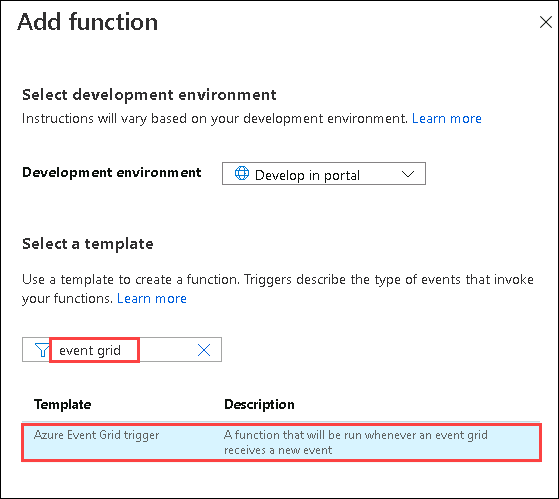 Add function
Select development environment
Instructions will vary based on your development environment. Learn more
Development environment
Develop in portal
Select a template
Use a template to create a function. Triggers describe the type of events that invoke
your functions. Learn more
event grid
Template Description
Azure Event Grid trigger A function that will be run whenever an event grid
receives a new event